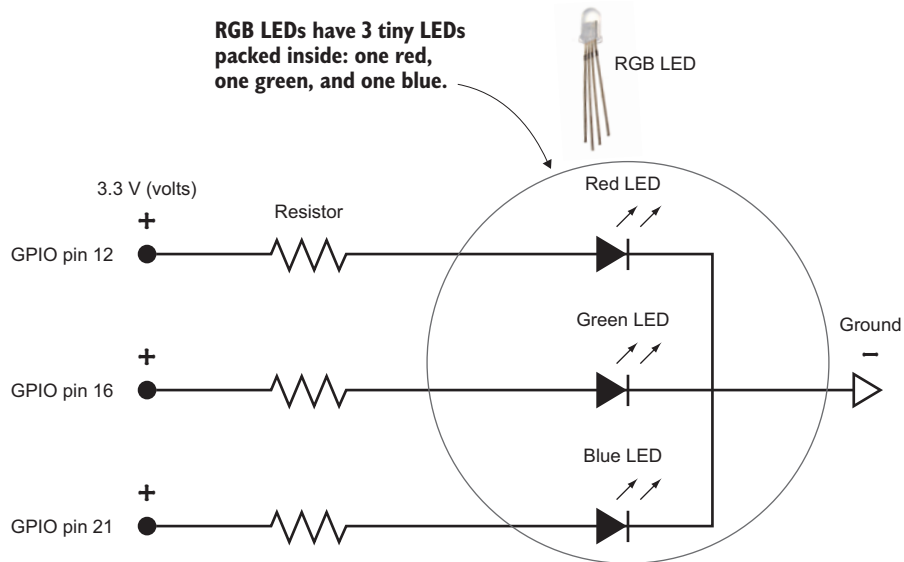 RGB LEDs have 3 tiny LEDs
packed inside: one red,
one green, and one blue.
RGB LED
3.3 V (volts)
+
Resistor
Red LED
GPIO pin 12
Green LED
Ground
+
–
GPIO pin 16
Blue LED
+
GPIO pin 21